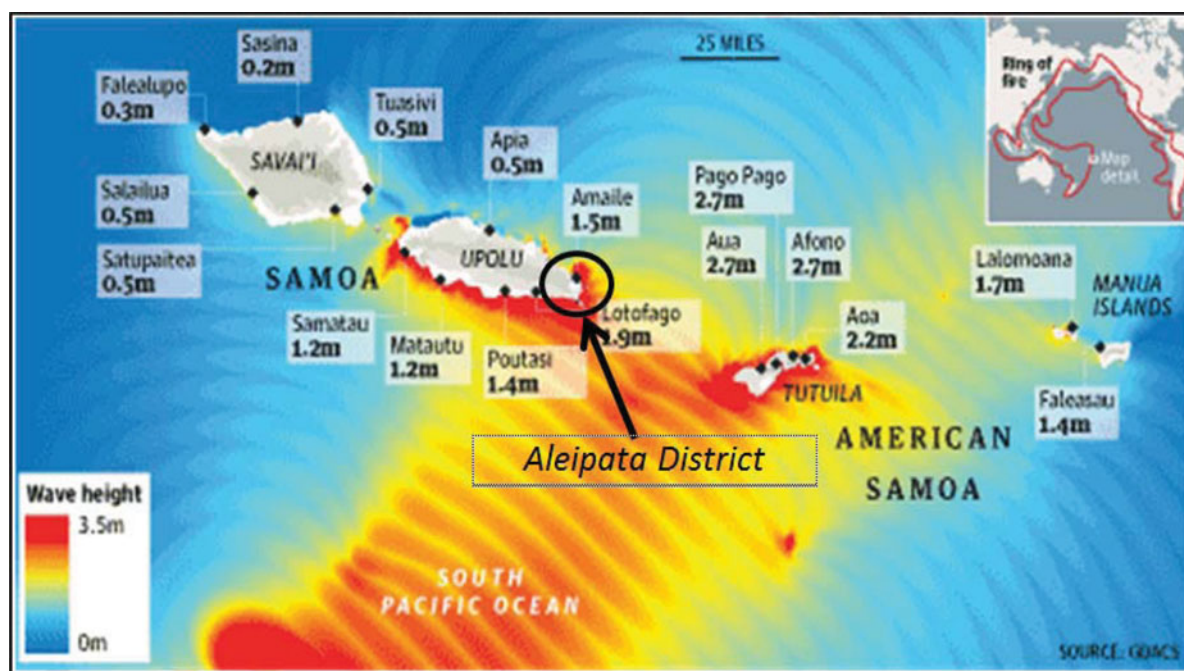 Sasina
0.2m
25 MILES
Ring of
fire
Map
detail
Falealupo
0.3m
Tuasivi
0.5m
SAVAI'I
Apia
0.5m
Salailua
0.5m
Amaile
1.5m
Pago Pago
2.7m
Aua
2.7m
Afono
2.7m
UPOLU
Satupaitea
0.5m
SAMOA
Lalomoana
1.7m
MANUA
ISLANDS
Samatau
1.2m
Matautu
1.2m
Poutasi
1.4m
Lotofago
1.9m
Aoa
2.2m
TUTUILA
Faleasau
1.4m
Aleipata District
AMERICAN
SAMOA
Wave height
3.5m
0m
SOUTH
PACIFIC OCEAN
SOURCE: GDACS